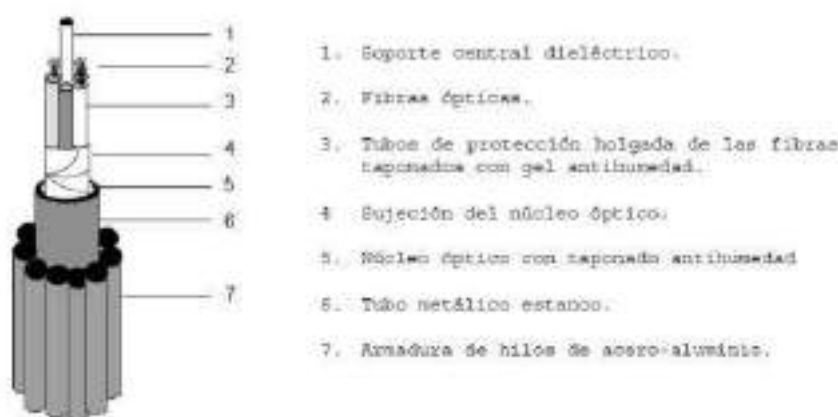 1
2
3
4
5
6
7
1. Soporte central dieléctrico.
2. Fibras ópticas.
3. Tubos de protección holgada de las fibras
taponados con gel antihumedad.
4 Sujeción del núcleo óptico.
5. Núcleo óptico con taponado antihumedad
6. Tubo metálico estanco.
7. Armadura de hilos de acero-aluminio.